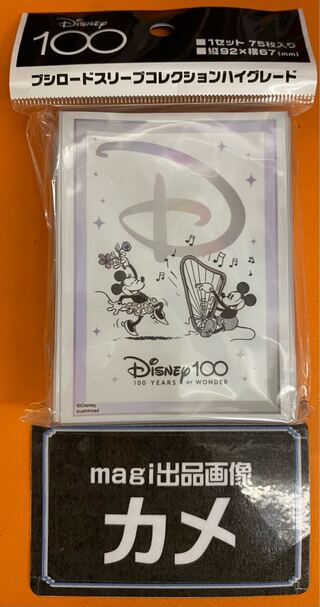 Disney
100
■1セット 75枚入り
■縦92×横67(mm)
ブシロードスリーブコレクションハイグレード
D
Disney100
100 YEARS of WONDER
©Disney
bushiroad
magi出品画像
カメ